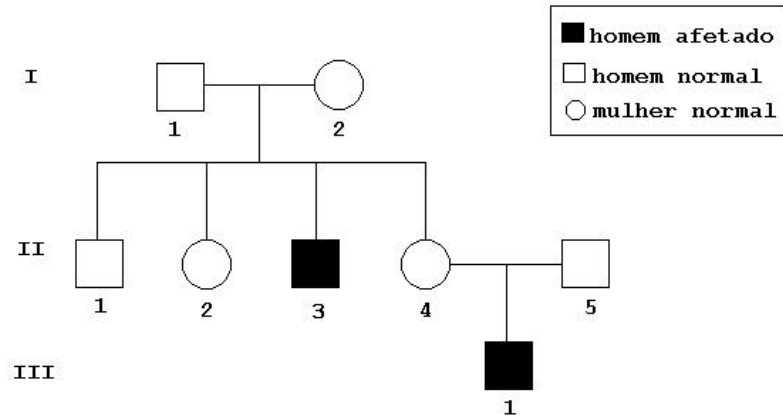 homem afetado
homem normal
mulher normal
I
1 2
II
1 2 3 4 5
III
1